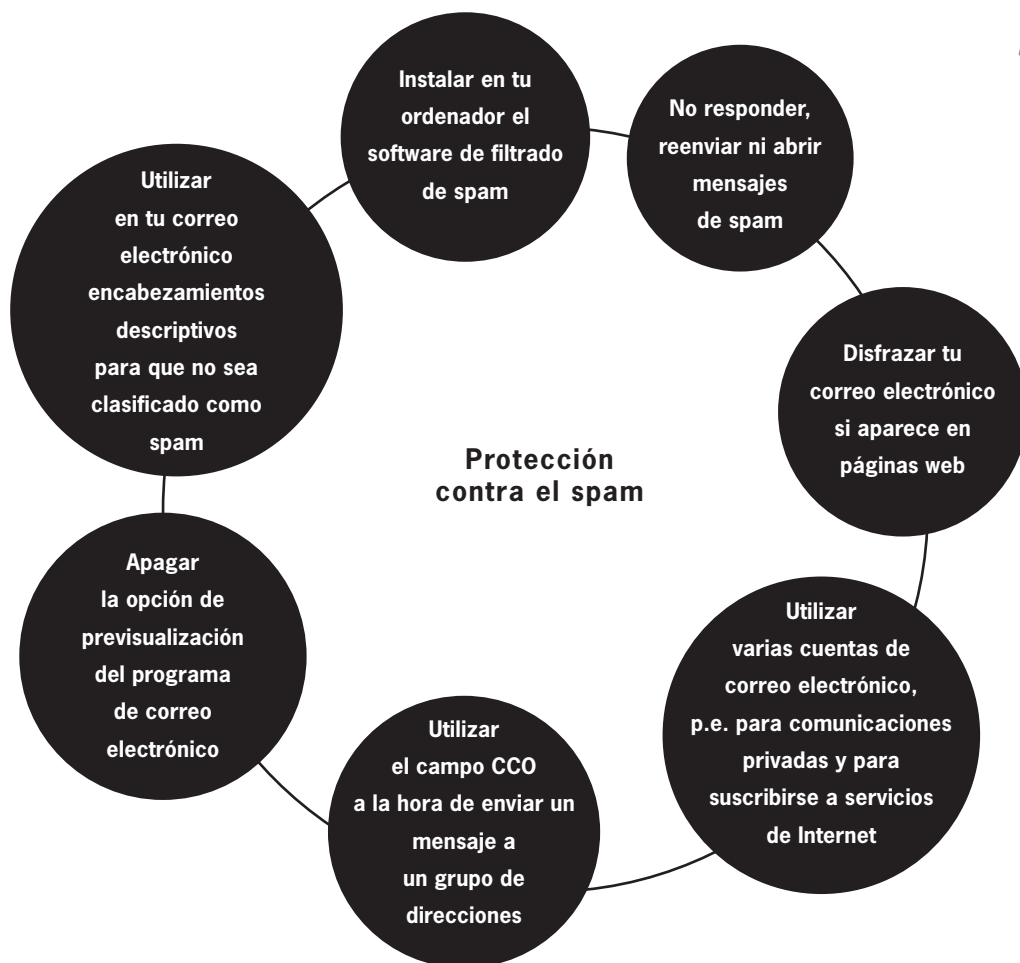 Instalar en tu
ordenador el
software de filtrado
de spam
No responder,
reenviar ni abrir
mensajes
de spam
Disfrazar tu
correo electrónico
si aparece en
páginas web
Utilizar
varias cuentas de
correo electrónico,
p.e. para comunicaciones
privadas y para
suscribirse a servicios
de Internet
Utilizar
el campo CCO
a la hora de enviar un
mensaje a
un grupo de
direcciones
Apagar
la opción de
previsualización
del programa
de correo
electrónico
Utilizar
en tu correo
electrónico
encabezamientos
descriptivos
para que no sea
clasificado como
spam
Protección
contra el spam